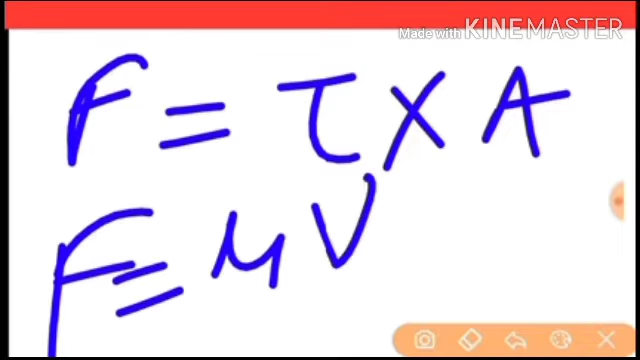 Made with KINEMASTER
F = τ × A
F = μ V